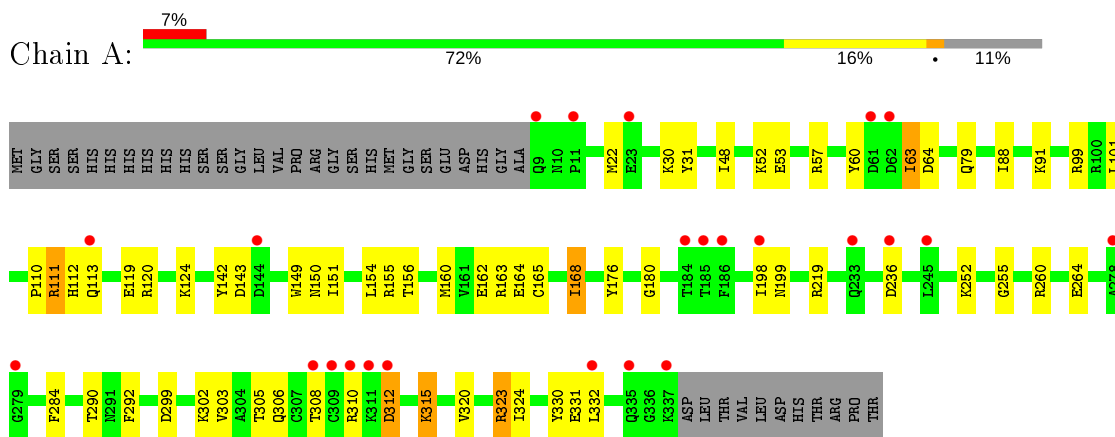 7%
Chain A:
72% 16% • 11%
MET GLY SER SER HIS HIS HIS HIS HIS HIS SER SER GLY LEU VAL PRO ARG GLY SER HIS MET GLY SER GLU ASP HIS GLY ALA Q9 N10 P11 M22 E23 K30 Y31 I48 K52 E53 R57 Y60 D61 D62 I63 D64 Q79 I88 K91 R99 R100 L101
P110 R111 H112 Q113 E119 R120 K124 Y142 D143 D144 W149 N150 I151 L154 R155 T156 M160 V161 E162 R163 E164 C165 I168 Y176 G180 T184 T185 F186 I198 N199 R219 Q233 D236 L245 K252 G255 R260 E264 A278
G279 F284 T290 N291 F292 D299 K302 V303 A304 T305 Q306 C307 T308 C309 R310 K311 D312 K315 V320 R323 I324 Y330 E331 L332 Q335 G336 K337 ASP LEU THR VAL LEU ASP HIS THR ARG PRO THR